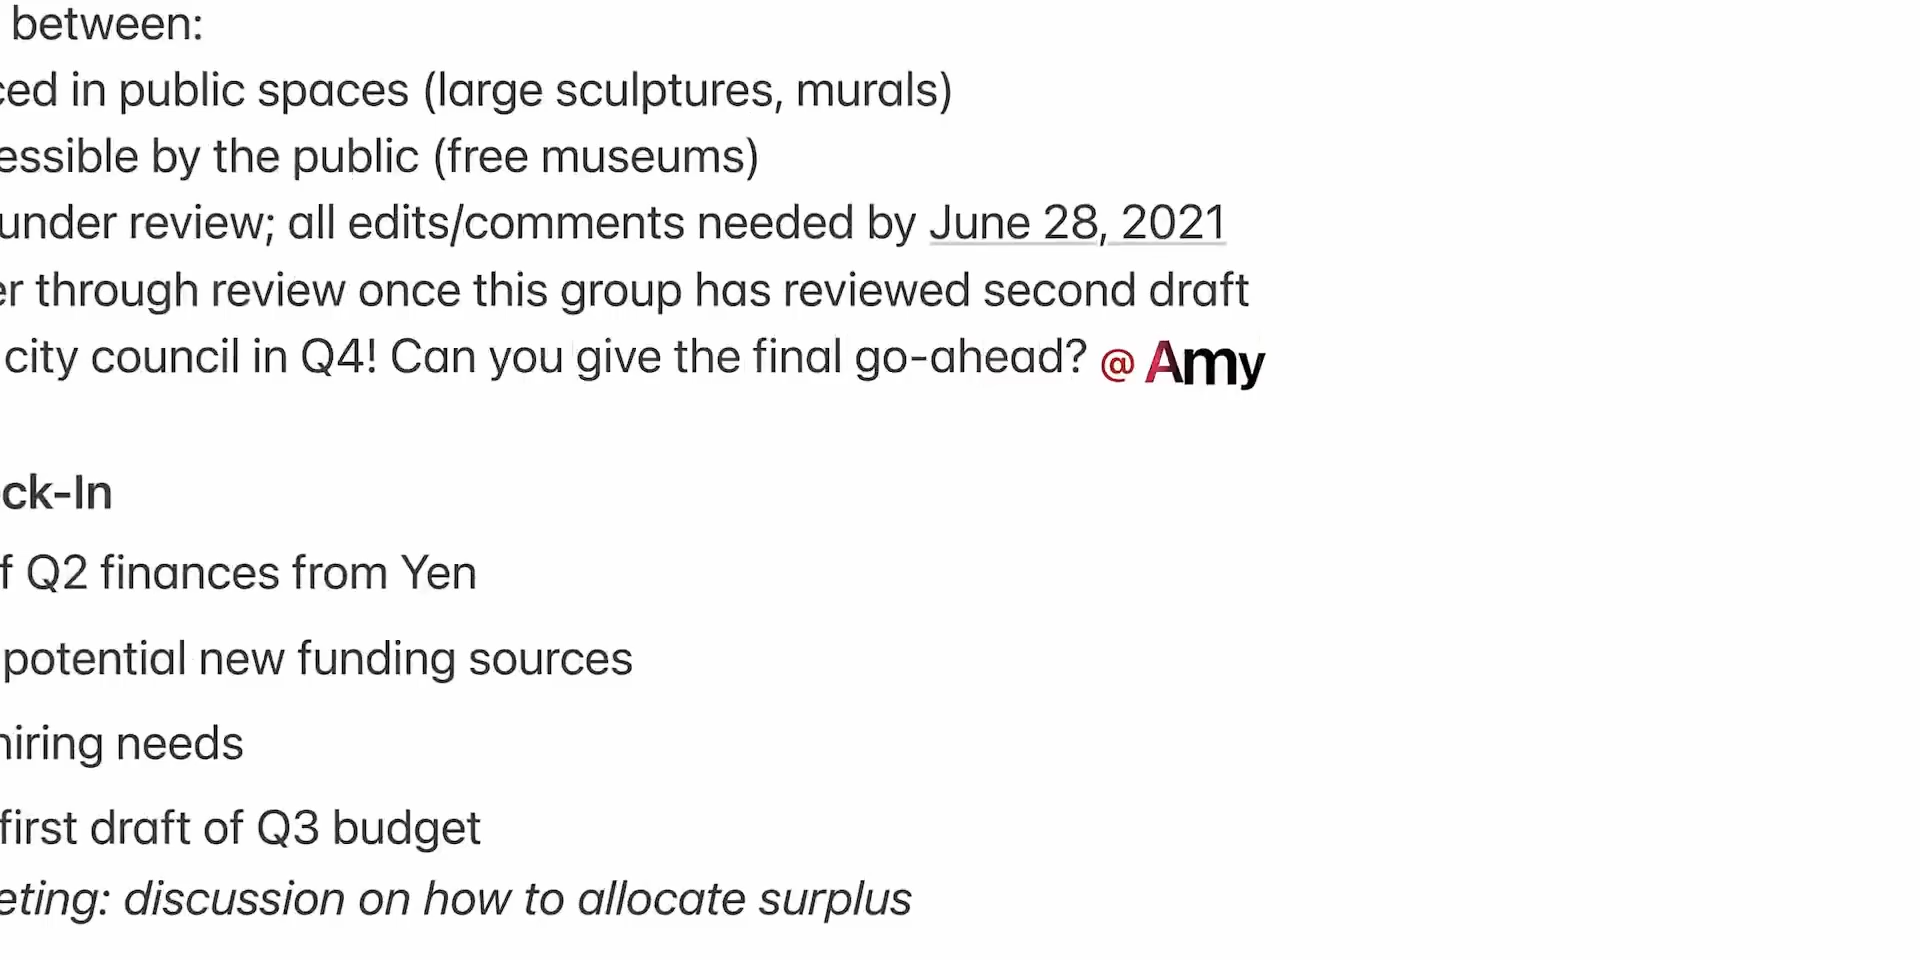 between:
ced in public spaces (large sculptures, murals)
essible by the public (free museums)
under review; all edits/comments needed by June 28, 2021
er through review once this group has reviewed second draft
city council in Q4! Can you give the final go-ahead? @Amy
ck-In
f Q2 finances from Yen
potential new funding sources
hiring needs
first draft of Q3 budget
eting: discussion on how to allocate surplus